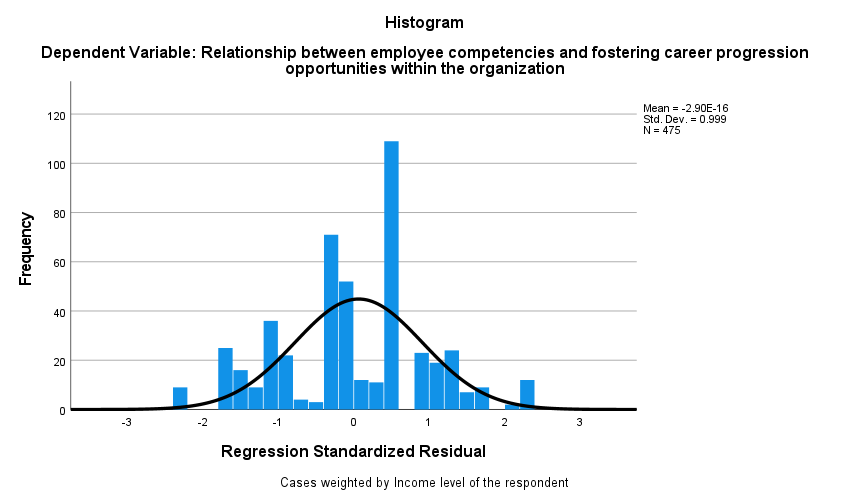 Histogram
Dependent Variable: Relationship between employee competencies and fostering career progression
opportunities within the organization
Mean = -2.90E-16
Std. Dev. = 0.999
N = 475
Frequency
120
100
80
60
40
20
0
-3 -2 -1 0 1 2 3
Regression Standardized Residual
Cases weighted by Income level of the respondent